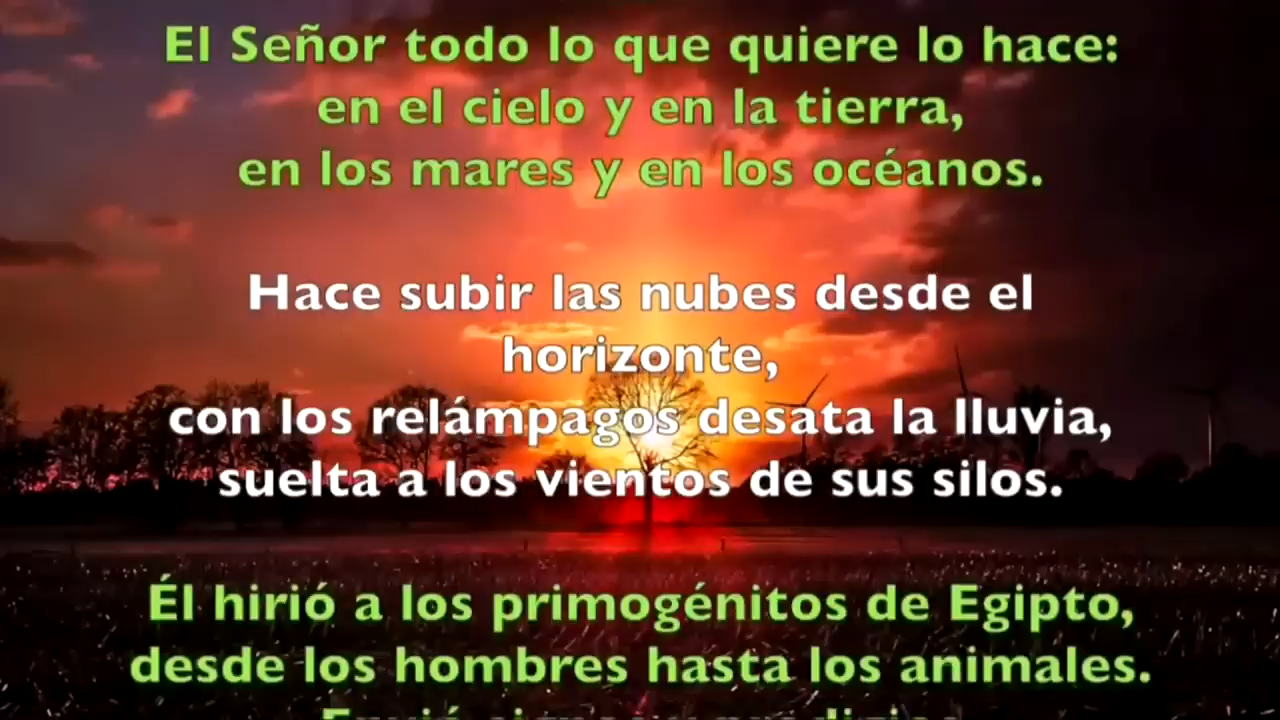 El Señor todo lo que quiere lo hace:
en el cielo y en la tierra,
en los mares y en los océanos.
Hace subir las nubes desde el
horizonte,
con los relámpagos desata la lluvia,
suelta a los vientos de sus silos.
Él hirió a los primogénitos de Egipto,
desde los hombres hasta los animales.